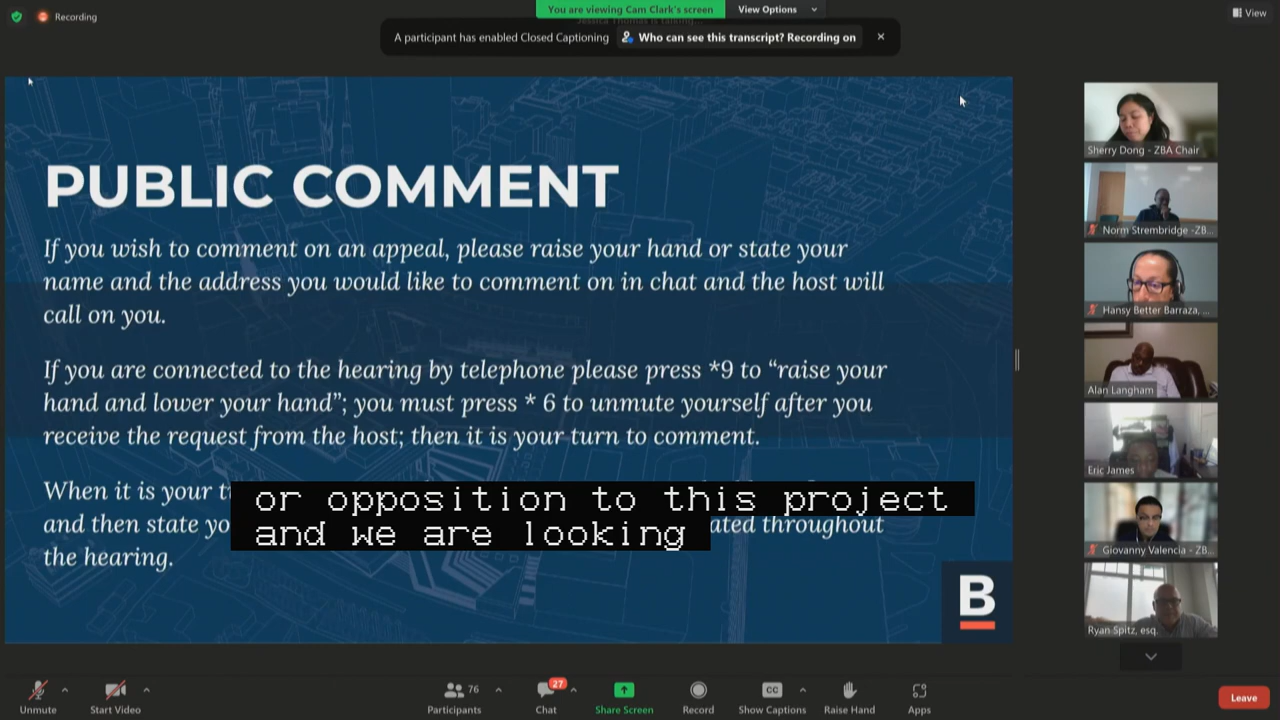 You are viewing Cam Clark's screen
View Options
Recording
View
Jessica Thomas is talking...
A participant has enabled Closed Captioning
Who can see this transcript? Recording on
PUBLIC COMMENT
If you wish to comment on an appeal, please raise your hand or state your
name and the address you would like to comment on in chat and the host will
call on you.
If you are connected to the hearing by telephone please press *9 to “raise your
hand and lower your hand”; you must press * 6 to unmute yourself after you
receive the request from the host; then it is your turn to comment.
When it is your
and then state throughout
the hearing.
or opposition to this project
and we are looking
B
Sherry Dong - ZBA Chair
Norm Strembridge -ZB...
Hansy Better Barraza, ...
Alan Langham
Eric James
Giovanny Valencia - ZB...
Ryan Spitz, esq.
Unmute
Start Video
76
Participants
27
Chat
Share Screen
Record
CC
Show Captions
Raise Hand
Apps
Leave